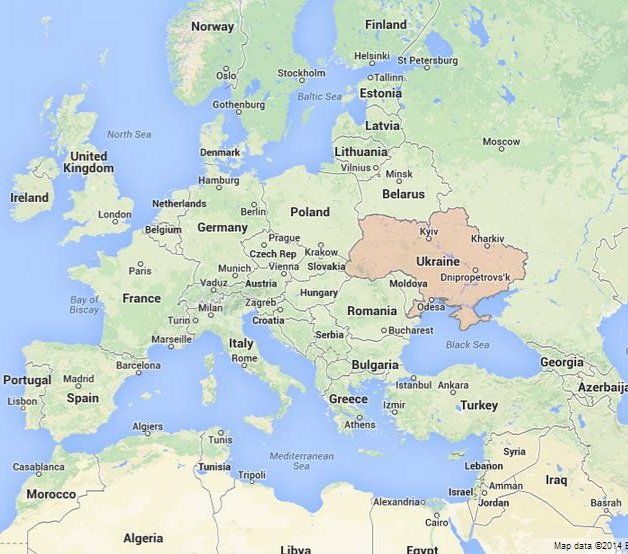 Norway
Finland
Helsinki
St Petersburg
Oslo
Stockholm
Tallinn
Estonia
Baltic Sea
Gothenburg
North Sea
Latvia
Moscow
United
Kingdom
Denmark
Lithuania
Vilnius
Minsk
Ireland
Hamburg
Belarus
London
Netherlands
Berlin
Poland
Belgium
Germany
Kyiv
Kharkiv
Prague
Czech Rep
Krakow
Paris
Munich
Vienna
Slovakia
Ukraine
Dnipropetrovs'k
Vaduz
Austria
Moldova
Bay of
Biscay
France
Hungary
Milan
Zagreb
Odesa
Turin
Croatia
Romania
Marseille
Serbia
Bucharest
Italy
Black Sea
Rome
Bulgaria
Georgia
Barcelona
Portugal
Madrid
Istanbul
Ankara
Azerbaija
Spain
Lisbon
Greece
Izmir
Turkey
Athens
Algiers
Tunis
Syria
Mediterranean
Sea
Casablanca
Tunisia
Tripoli
Lebanon
Iraq
Morocco
Israel
Amman
Jordan
Alexandria
Basrah
Cairo
Algeria
Libya
Egypt
Map data ©2014